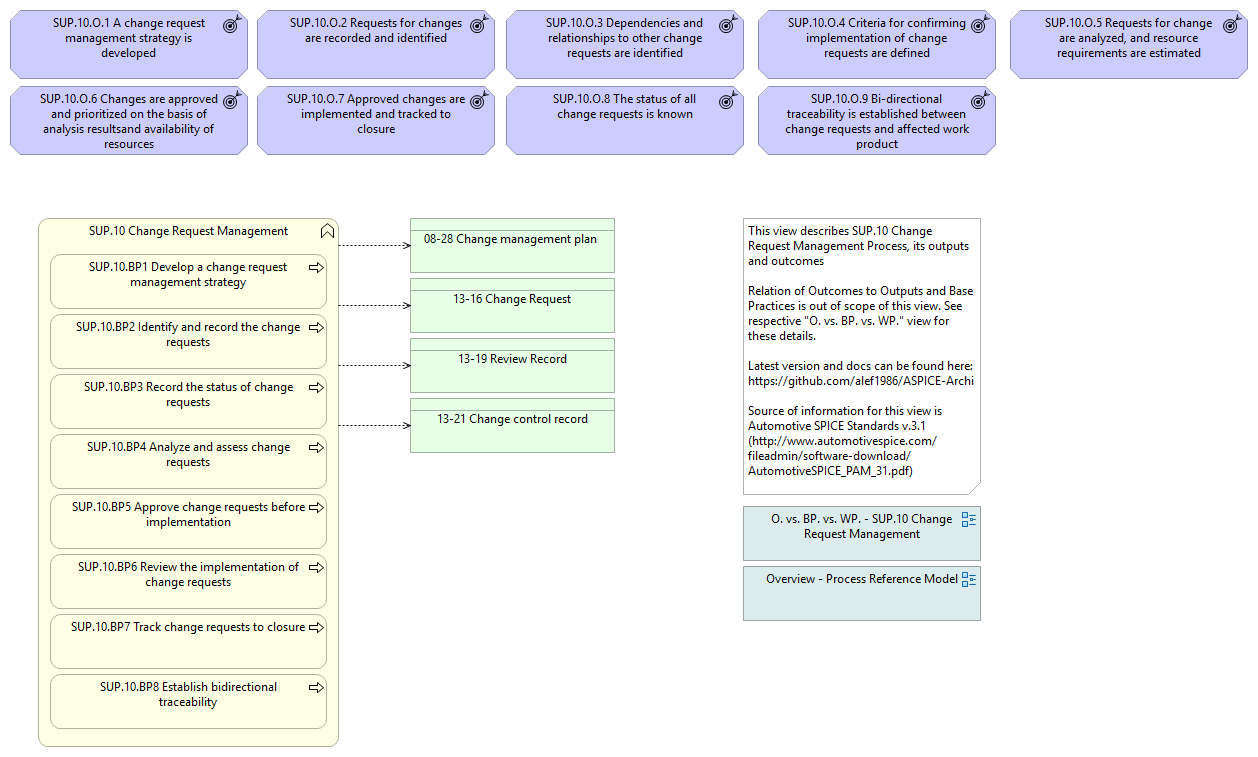 SUP.10.O.1 A change request
management strategy is
developed
SUP.10.O.2 Requests for changes
are recorded and identified
SUP.10.O.3 Dependencies and
relationships to other change
requests are identified
SUP.10.O.4 Criteria for confirming
implementation of change
requests are defined
SUP.10.O.5 Requests for change
are analyzed, and resource
requirements are estimated
SUP.10.O.6 Changes are approved
and prioritized on the basis of
analysis resultsand availability of
resources
SUP.10.O.7 Approved changes are
implemented and tracked to
closure
SUP.10.O.8 The status of all
change requests is known
SUP.10.O.9 Bi-directional
traceability is established between
change requests and affected work
product
SUP.10 Change Request Management
SUP.10.BP1 Develop a change request
management strategy
SUP.10.BP2 Identify and record the change
requests
SUP.10.BP3 Record the status of change
requests
SUP.10.BP4 Analyze and assess change
requests
SUP.10.BP5 Approve change requests before
implementation
SUP.10.BP6 Review the implementation of
change requests
SUP.10.BP7 Track change requests to closure
SUP.10.BP8 Establish bidirectional
traceability
08-28 Change management plan
13-16 Change Request
13-19 Review Record
13-21 Change control record
This view describes SUP.10 Change
Request Management Process, its outputs
and outcomes
Relation of Outcomes to Outputs and Base
Practices is out of scope of this view. See
respective "O. vs. BP. vs. WP." view for
these details.
Latest version and docs can be found here:
https://github.com/alef1986/ASPICE-Archi
Source of information for this view is
Automotive SPICE Standards v.3.1
(http://www.automotivespice.com/
fileadmin/software-download/
AutomotiveSPICE_PAM_31.pdf)
O. vs. BP. vs. WP. - SUP.10 Change
Request Management
Overview - Process Reference Model